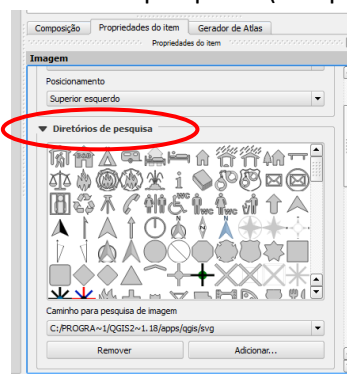 Composição Propriedades do item Gerador de Atlas
Propriedades do item
Imagem
Posicionamento
Superior esquerdo
Diretórios de pesquisa
Caminho para pesquisa de imagem
C:/PROGRA~1/QGIS2~1.18/apps/qgis/svg
Remover Adicionar...